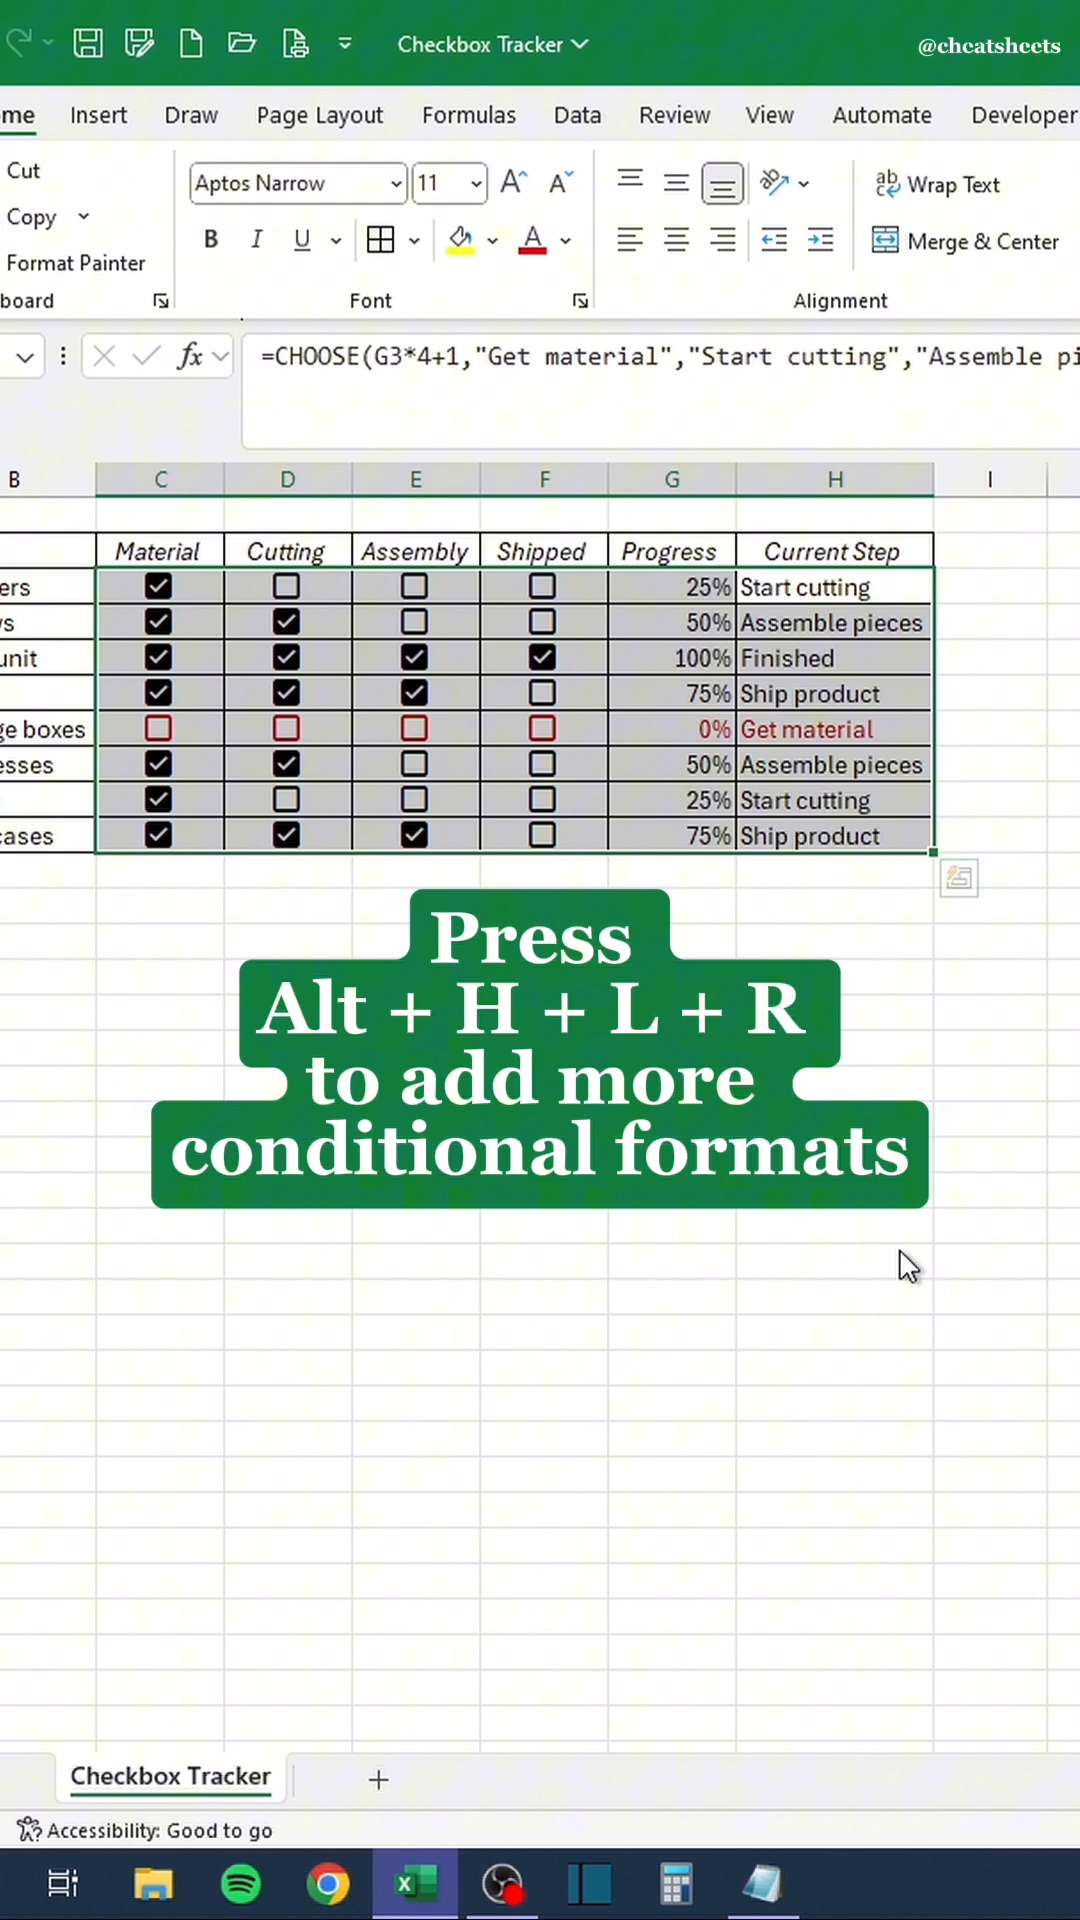 Checkbox Tracker
@chcatsheets
me Insert Draw Page Layout Formulas Data Review View Automate Developer
Cut
Copy
Format Painter
board
Aptos Narrow 11
B I U A
Font
Wrap Text
Merge & Center
Alignment
fx =CHOOSE(G3*4+1,"Get material","Start cutting","Assemble pi
B C D E F G H I
Material Cutting Assembly Shipped Progress Current Step
ers 25% Start cutting
s 50% Assemble pieces
unit 100% Finished
75% Ship product
ge boxes 0% Get material
esses 50% Assemble pieces
25% Start cutting
cases 75% Ship product
Press
Alt + H + L + R
to add more
conditional formats
Checkbox Tracker
Accessibility: Good to go